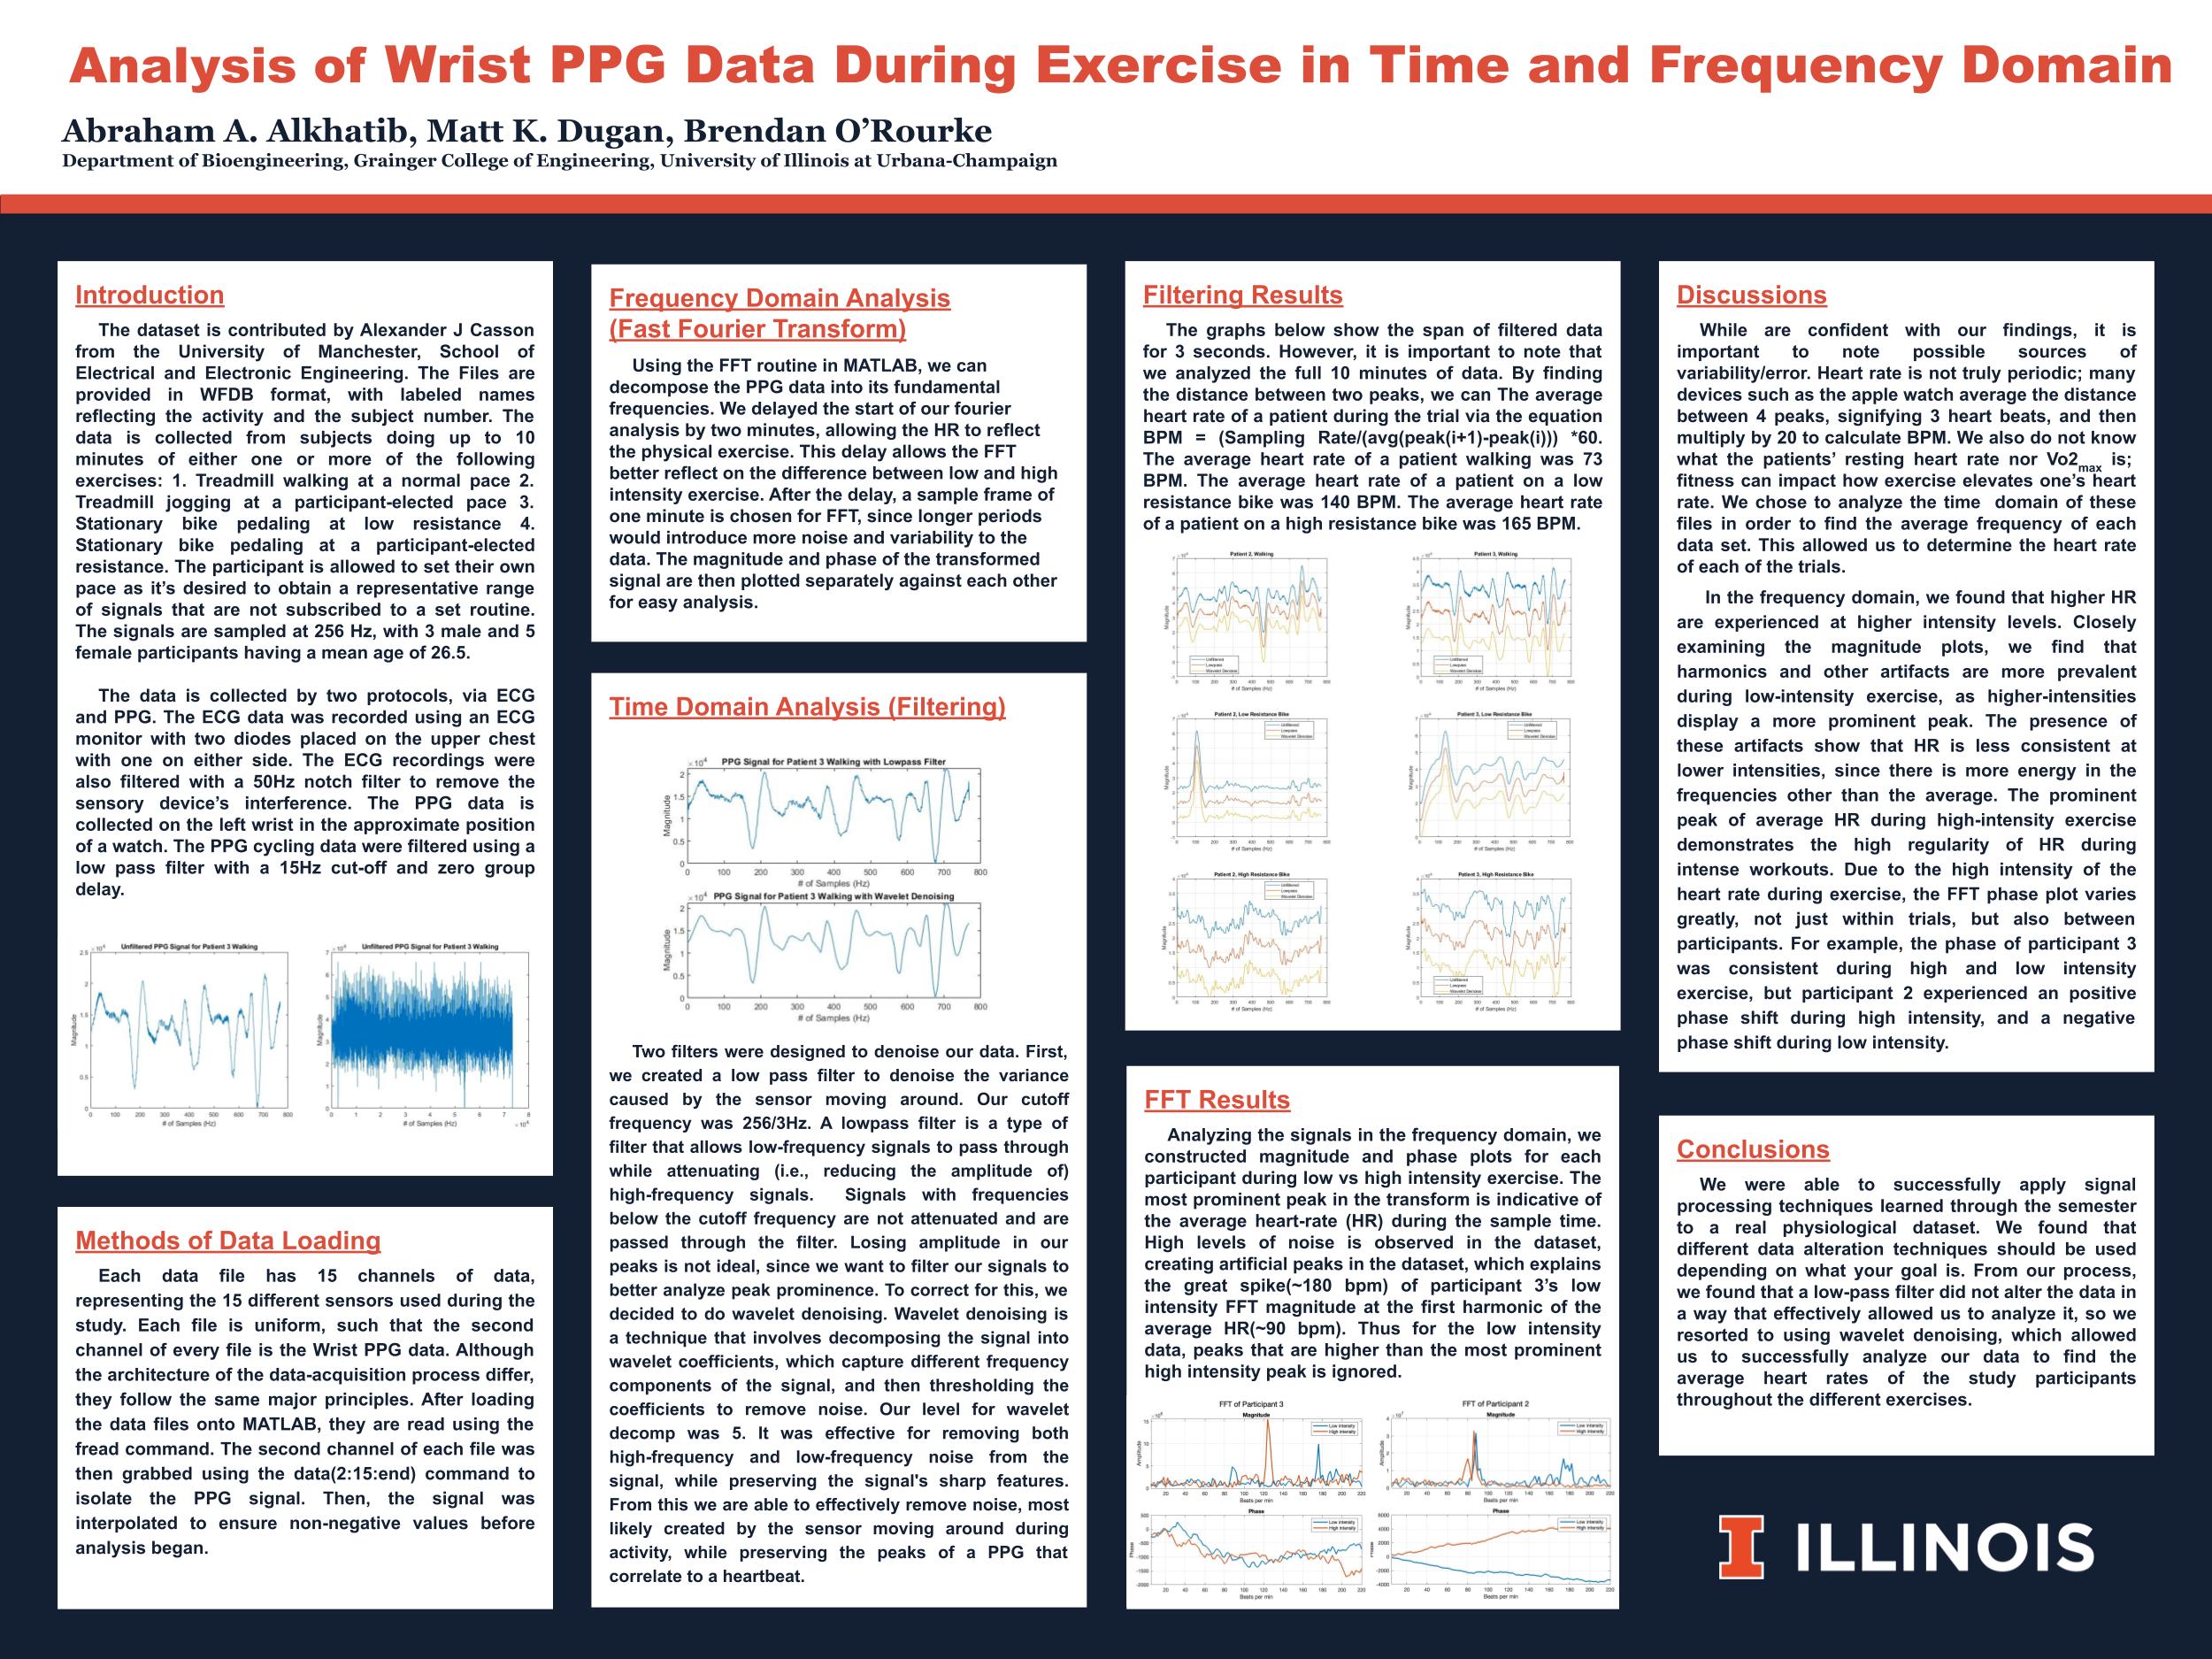 Analysis of Wrist PPG Data During Exercise in Time and Frequency Domain
Abraham A. Alkhatib, Matt K. Dugan, Brendan O’Rourke
Department of Bioengineering, Grainger College of Engineering, University of Illinois at Urbana-Champaign
Introduction
The dataset is contributed by Alexander J Casson
from the University of Manchester, School of
Electrical and Electronic Engineering. The Files are
provided in WFDB format, with labeled names
reflecting the activity and the subject number. The
data is collected from subjects doing up to 10
minutes of either one or more of the following
exercises: 1. Treadmill walking at a normal pace 2.
Treadmill jogging at a participant-elected pace 3.
Stationary bike pedaling at low resistance 4.
Stationary bike pedaling at a participant-elected
resistance. The participant is allowed to set their own
pace as it’s desired to obtain a representative range
of signals that are not subscribed to a set routine.
The signals are sampled at 256 Hz, with 3 male and 5
female participants having a mean age of 26.5.
The data is collected by two protocols, via ECG
and PPG. The ECG data was recorded using an ECG
monitor with two diodes placed on the upper chest
with one on either side. The ECG recordings were
also filtered with a 50Hz notch filter to remove the
sensory device’s interference. The PPG data is
collected on the left wrist in the approximate position
of a watch. The PPG cycling data were filtered using a
low pass filter with a 15Hz cut-off and zero group
delay.
Unfiltered PPG Signal for Patient 3 Walking
Magnitude
# of Samples (Hz)
Unfiltered PPG Signal for Patient 3 Walking
Magnitude
# of Samples (Hz)
Methods of Data Loading
Each data file has 15 channels of data,
representing the 15 different sensors used during the
study. Each file is uniform, such that the second
channel of every file is the Wrist PPG data. Although
the architecture of the data-acquisition process differ,
they follow the same major principles. After loading
the data files onto MATLAB, they are read using the
fread command. The second channel of each file was
then grabbed using the data(2:15:end) command to
isolate the PPG signal. Then, the signal was
interpolated to ensure non-negative values before
analysis began.
Frequency Domain Analysis
(Fast Fourier Transform)
Using the FFT routine in MATLAB, we can
decompose the PPG data into its fundamental
frequencies. We delayed the start of our fourier
analysis by two minutes, allowing the HR to reflect
the physical exercise. This delay allows the FFT
better reflect on the difference between low and high
intensity exercise. After the delay, a sample frame of
one minute is chosen for FFT, since longer periods
would introduce more noise and variability to the
data. The magnitude and phase of the transformed
signal are then plotted separately against each other
for easy analysis.
Time Domain Analysis (Filtering)
PPG Signal for Patient 3 Walking with Lowpass Filter
Magnitude
0 100 200 300 400 500 600 700 800
# of Samples (Hz)
PPG Signal for Patient 3 Walking with Wavelet Denoising
Magnitude
0 100 200 300 400 500 600 700 800
# of Samples (Hz)
Two filters were designed to denoise our data. First,
we created a low pass filter to denoise the variance
caused by the sensor moving around. Our cutoff
frequency was 256/3Hz. A lowpass filter is a type of
filter that allows low-frequency signals to pass through
while attenuating (i.e., reducing the amplitude of)
high-frequency signals. Signals with frequencies
below the cutoff frequency are not attenuated and are
passed through the filter. Losing amplitude in our
peaks is not ideal, since we want to filter our signals to
better analyze peak prominence. To correct for this, we
decided to do wavelet denoising. Wavelet denoising is
a technique that involves decomposing the signal into
wavelet coefficients, which capture different frequency
components of the signal, and then thresholding the
coefficients to remove noise. Our level for wavelet
decomp was 5. It was effective for removing both
high-frequency and low-frequency noise from the
signal, while preserving the signal's sharp features.
From this we are able to effectively remove noise, most
likely created by the sensor moving around during
activity, while preserving the peaks of a PPG that
correlate to a heartbeat.
Filtering Results
The graphs below show the span of filtered data
for 3 seconds. However, it is important to note that
we analyzed the full 10 minutes of data. By finding
the distance between two peaks, we can The average
heart rate of a patient during the trial via the equation
BPM = (Sampling Rate/(avg(peak(i+1)-peak(i))) *60.
The average heart rate of a patient walking was 73
BPM. The average heart rate of a patient on a low
resistance bike was 140 BPM. The average heart rate
of a patient on a high resistance bike was 165 BPM.
Patient 2, Walking
Patient 3, Walking
Patient 2, Low Resistance Bike
Patient 3, Low Resistance Bike
Patient 2, High Resistance Bike
Patient 3, High Resistance Bike
FFT Results
Analyzing the signals in the frequency domain, we
constructed magnitude and phase plots for each
participant during low vs high intensity exercise. The
most prominent peak in the transform is indicative of
the average heart-rate (HR) during the sample time.
High levels of noise is observed in the dataset,
creating artificial peaks in the dataset, which explains
the great spike(~180 bpm) of participant 3’s low
intensity FFT magnitude at the first harmonic of the
average HR(~90 bpm). Thus for the low intensity
data, peaks that are higher than the most prominent
high intensity peak is ignored.
FFT of Participant 3
Magnitude
Low Intensity
High Intensity
Amplitude
Beats per min
Phase
Low Intensity
High Intensity
Phase
Beats per min
FFT of Participant 2
Magnitude
Low Intensity
High Intensity
Amplitude
Beats per min
Phase
Low Intensity
High Intensity
Beats per min
Discussions
While are confident with our findings, it is
important to note possible sources of
variability/error. Heart rate is not truly periodic; many
devices such as the apple watch average the distance
between 4 peaks, signifying 3 heart beats, and then
multiply by 20 to calculate BPM. We also do not know
what the patients’ resting heart rate nor Vo2max is;
fitness can impact how exercise elevates one’s heart
rate. We chose to analyze the time domain of these
files in order to find the average frequency of each
data set. This allowed us to determine the heart rate
of each of the trials.
In the frequency domain, we found that higher HR
are experienced at higher intensity levels. Closely
examining the magnitude plots, we find that
harmonics and other artifacts are more prevalent
during low-intensity exercise, as higher-intensities
display a more prominent peak. The presence of
these artifacts show that HR is less consistent at
lower intensities, since there is more energy in the
frequencies other than the average. The prominent
peak of average HR during high-intensity exercise
demonstrates the high regularity of HR during
intense workouts. Due to the high intensity of the
heart rate during exercise, the FFT phase plot varies
greatly, not just within trials, but also between
participants. For example, the phase of participant 3
was consistent during high and low intensity
exercise, but participant 2 experienced an positive
phase shift during high intensity, and a negative
phase shift during low intensity.
Conclusions
We were able to successfully apply signal
processing techniques learned through the semester
to a real physiological dataset. We found that
different data alteration techniques should be used
depending on what your goal is. From our process,
we found that a low-pass filter did not alter the data in
a way that effectively allowed us to analyze it, so we
resorted to using wavelet denoising, which allowed
us to successfully analyze our data to find the
average heart rates of the study participants
throughout the different exercises.
I ILLINOIS